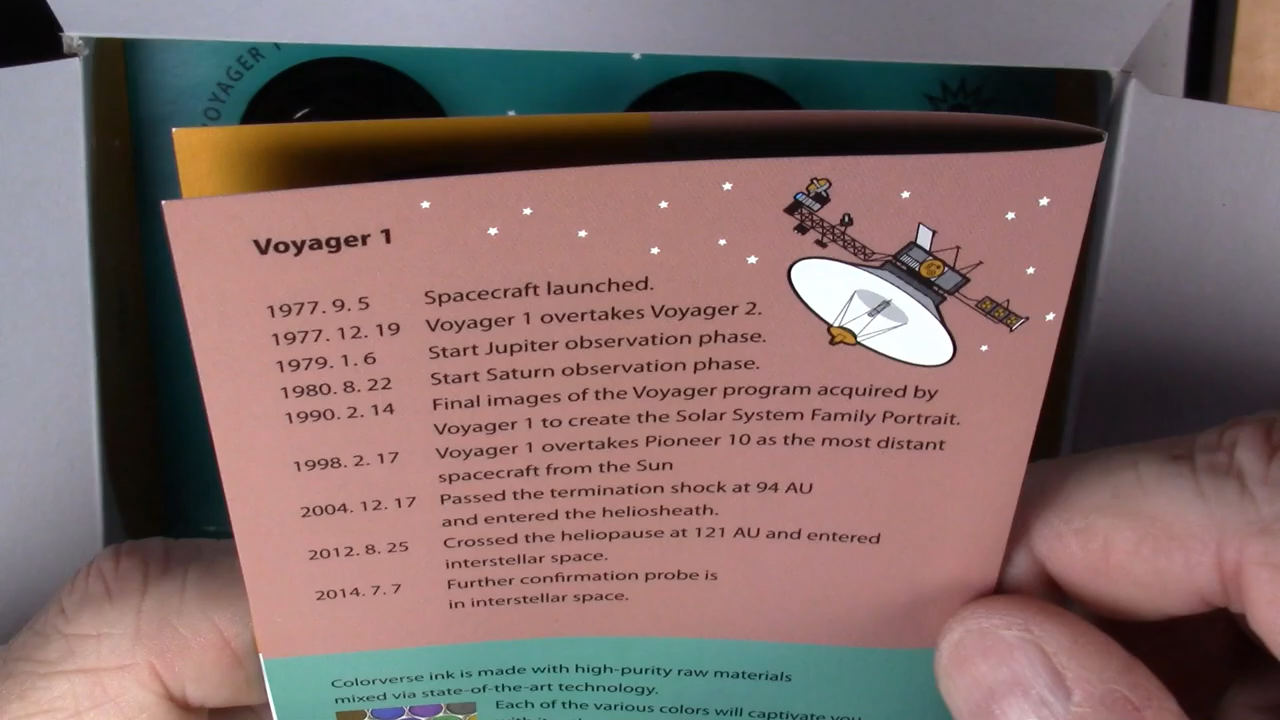 OYAGER
Voyager 1
1977. 9. 5 Spacecraft launched.
1977. 12. 19 Voyager 1 overtakes Voyager 2.
1979. 1. 6 Start Jupiter observation phase.
1980. 8. 22 Start Saturn observation phase.
1990. 2. 14 Final images of the Voyager program acquired by
Voyager 1 to create the Solar System Family Portrait.
1998. 2. 17 Voyager 1 overtakes Pioneer 10 as the most distant
spacecraft from the Sun
2004. 12. 17 Passed the termination shock at 94 AU
and entered the heliosheath.
2012. 8. 25 Crossed the heliopause at 121 AU and entered
interstellar space.
2014. 7. 7 Further confirmation probe is
in interstellar space.
Colorverse ink is made with high-purity raw materials
mixed via state-of-the-art technology.
Each of the various colors will captivate you